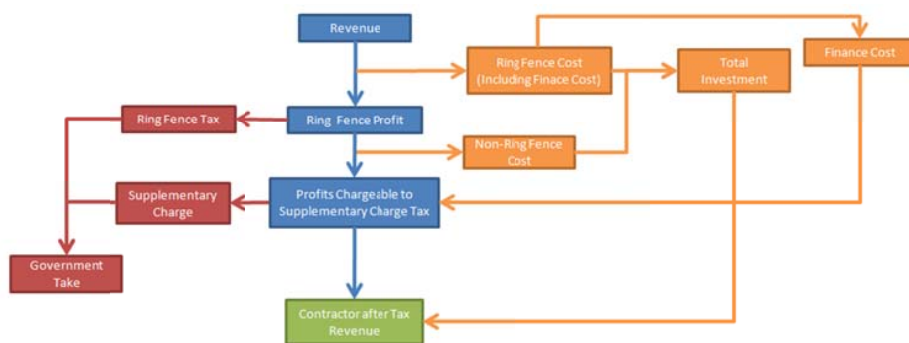 Revenue
Ring Fence Cost
(Including Finace Cost)
Total
Investment
Finance Cost
Ring Fence Tax
Ring Fence Profit
Non-Ring Fence
Cost
Supplementary
Charge
Profits Chargeable to
Supplementary Charge Tax
Government
Take
Contractor after Tax
Revenue